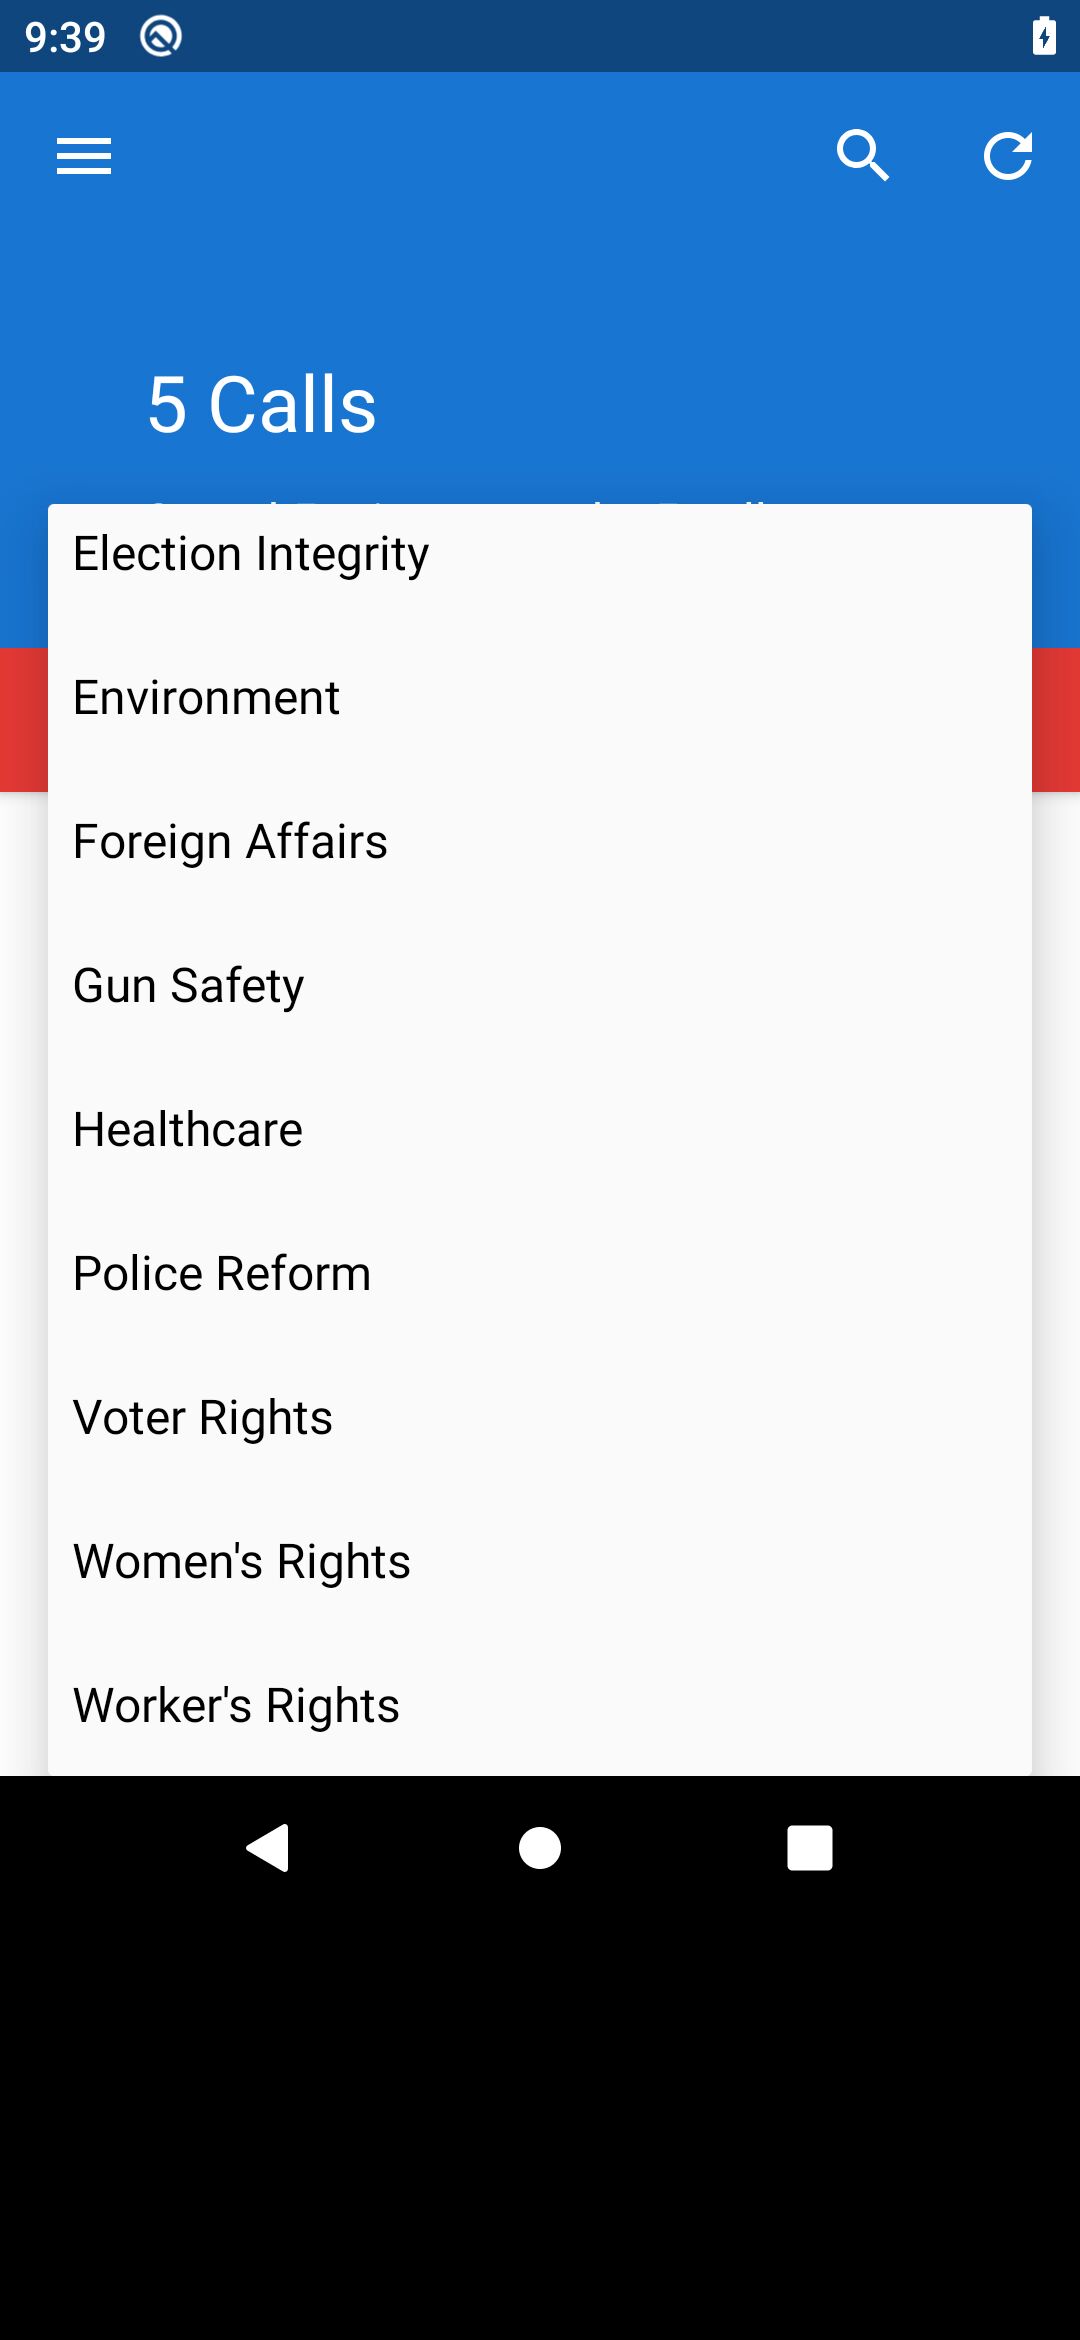 9:39
5 Calls
Election Integrity
Environment
Foreign Affairs
Gun Safety
Healthcare
Police Reform
Voter Rights
Women's Rights
Worker's Rights